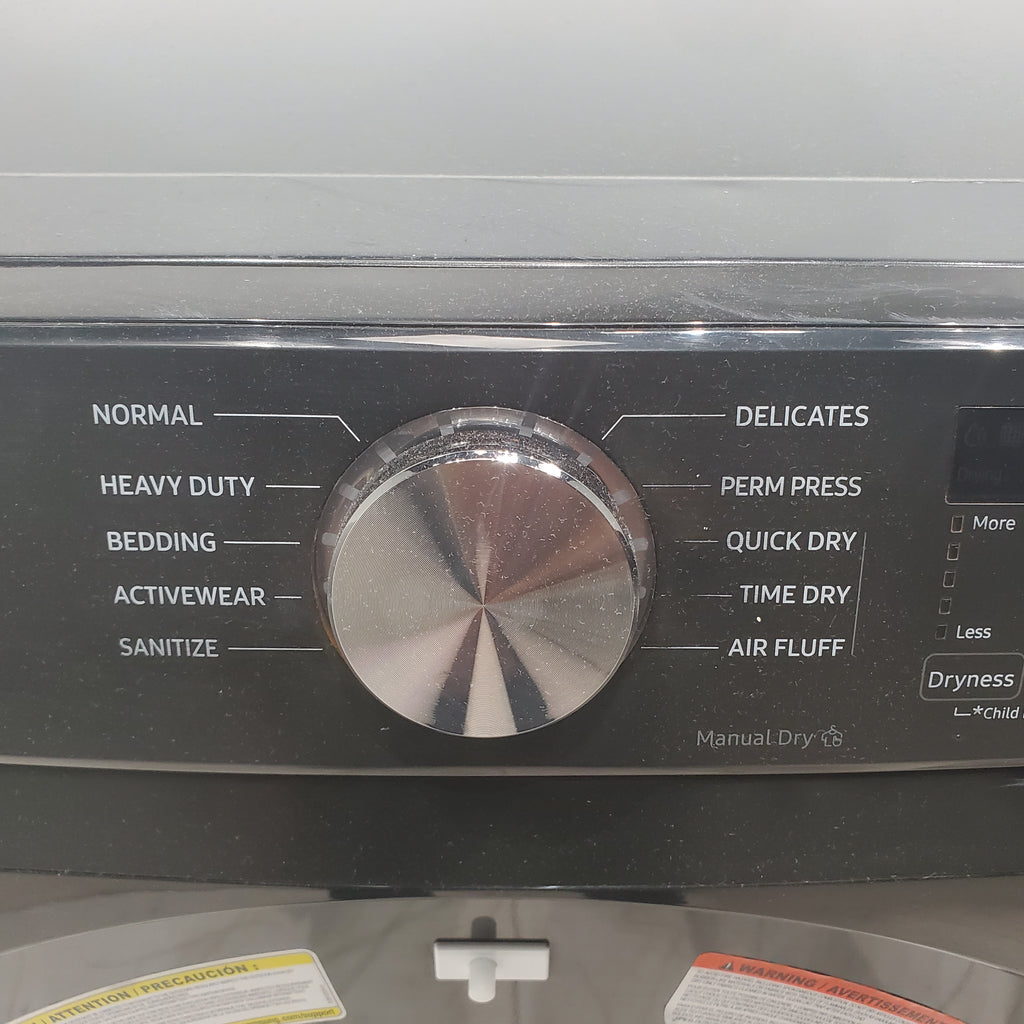 NORMAL
HEAVY DUTY
BEDDING
ACTIVEWEAR
SANITIZE
DELICATES
PERM PRESS
QUICK DRY
TIME DRY
AIR FLUFF
Manual Dry
Drying
More
Less
Dryness
*Child
ATTENTION / PRECAUCIÓN :
WARNING / AVERTISSEMENT